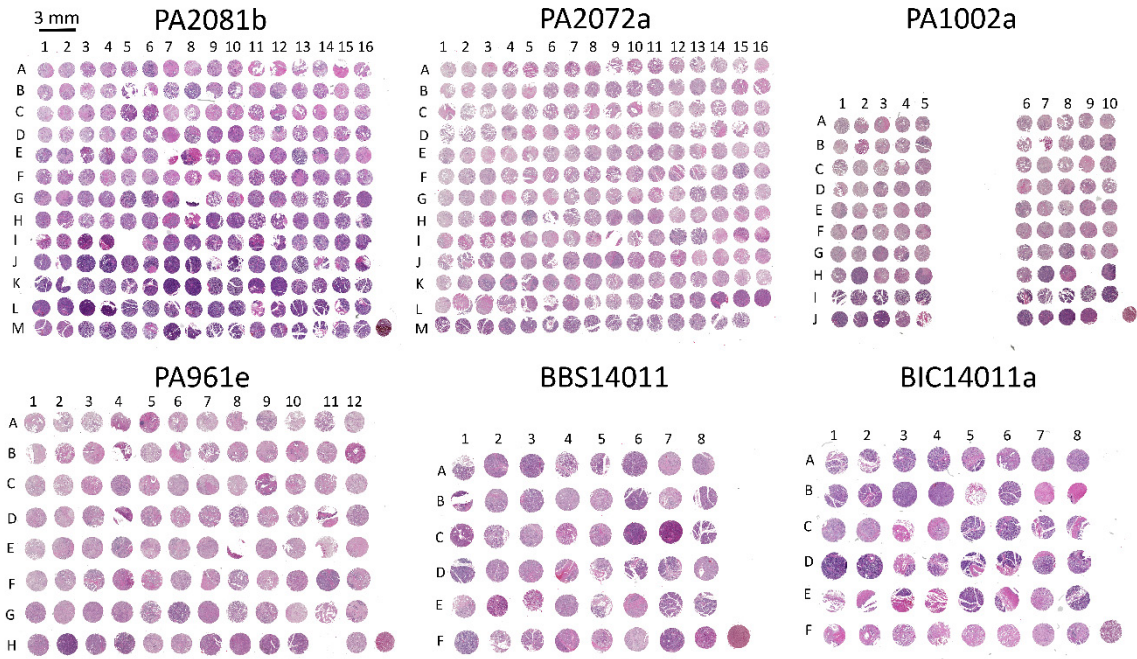 3 mm
PA2081b
1 2 3 4 5 6 7 8 9 10 11 12 13 14 15 16
A
B
C
D
E
F
G
H
I
J
K
L
M
PA2072a
1 2 3 4 5 6 7 8 9 10 11 12 13 14 15 16
A
B
C
D
E
F
G
H
I
J
K
L
M
PA1002a
1 2 3 4 5 6 7 8 9 10
A
B
C
D
E
F
G
H
I
J
PA961e
1 2 3 4 5 6 7 8 9 10 11 12
A
B
C
D
E
F
G
H
BBS14011
1 2 3 4 5 6 7 8
A
B
C
D
E
F
BIC14011a
1 2 3 4 5 6 7 8
A
B
C
D
E
F